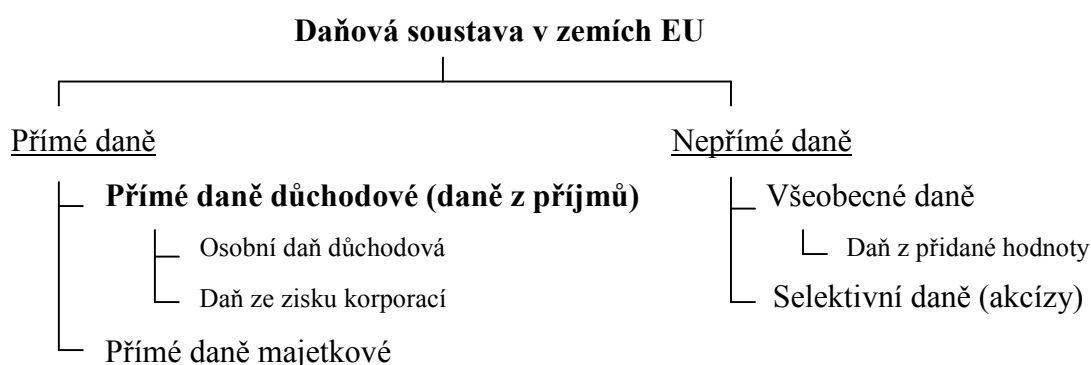 Daňová soustava v zemích EU
Přímé daně
Nepřímé daně
Přímé daně důchodové (daně z příjmů)
Všeobecné daně
Osobní daň důchodová
Daň z přidané hodnoty
Daň ze zisku korporací
Selektivní daně (akcízy)
Přímé daně majetkové